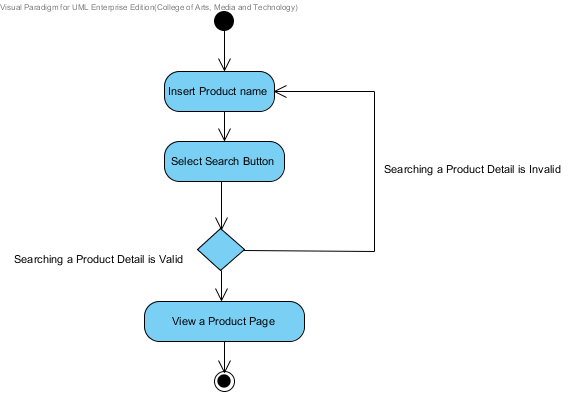 Visual Paradigm for UML Enterprise Edition(College of Arts, Media and Technology)
Insert Product name
Select Search Button
Searching a Product Detail is Invalid
Searching a Product Detail is Valid
View a Product Page